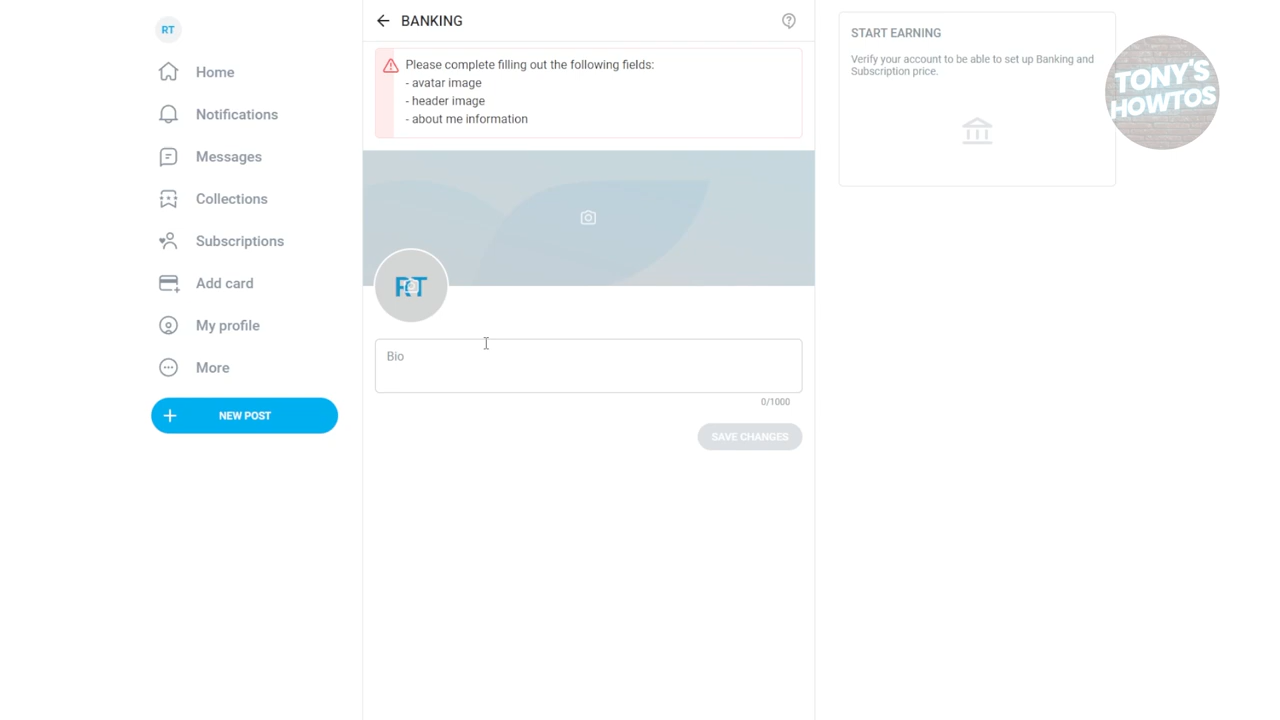 RT
Home
Notifications
Messages
Collections
Subscriptions
Add card
My profile
More
NEW POST
BANKING
Please complete filling out the following fields:
- avatar image
- header image
- about me information
RT
Bio
0/1000
SAVE CHANGES
START EARNING
Verify your account to be able to set up Banking and
Subscription price.
TONY'S
HOWTOS